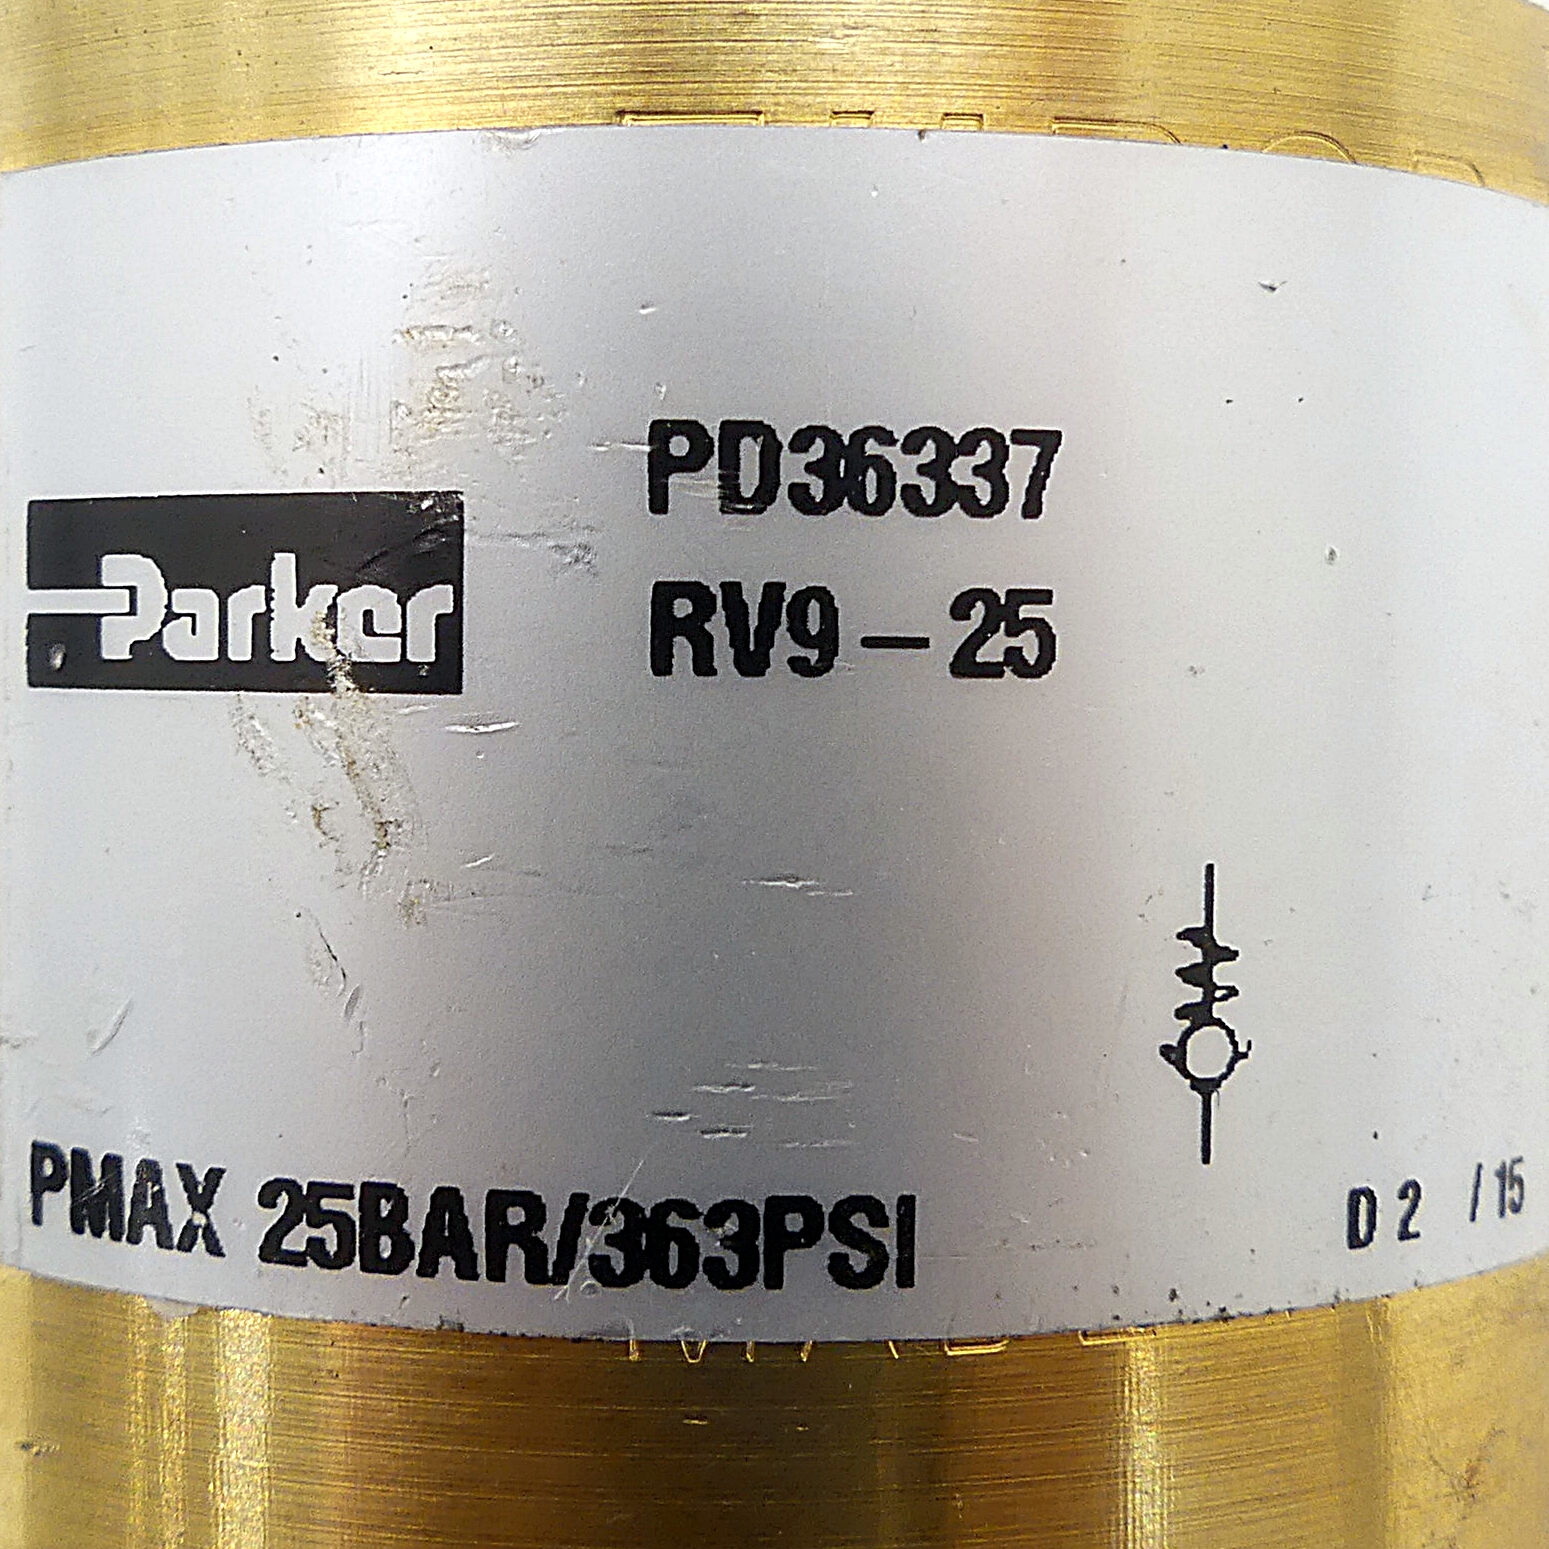 Parker
PD36337
RV9-25
PMAX 25BAR/363PSI
D2 /15